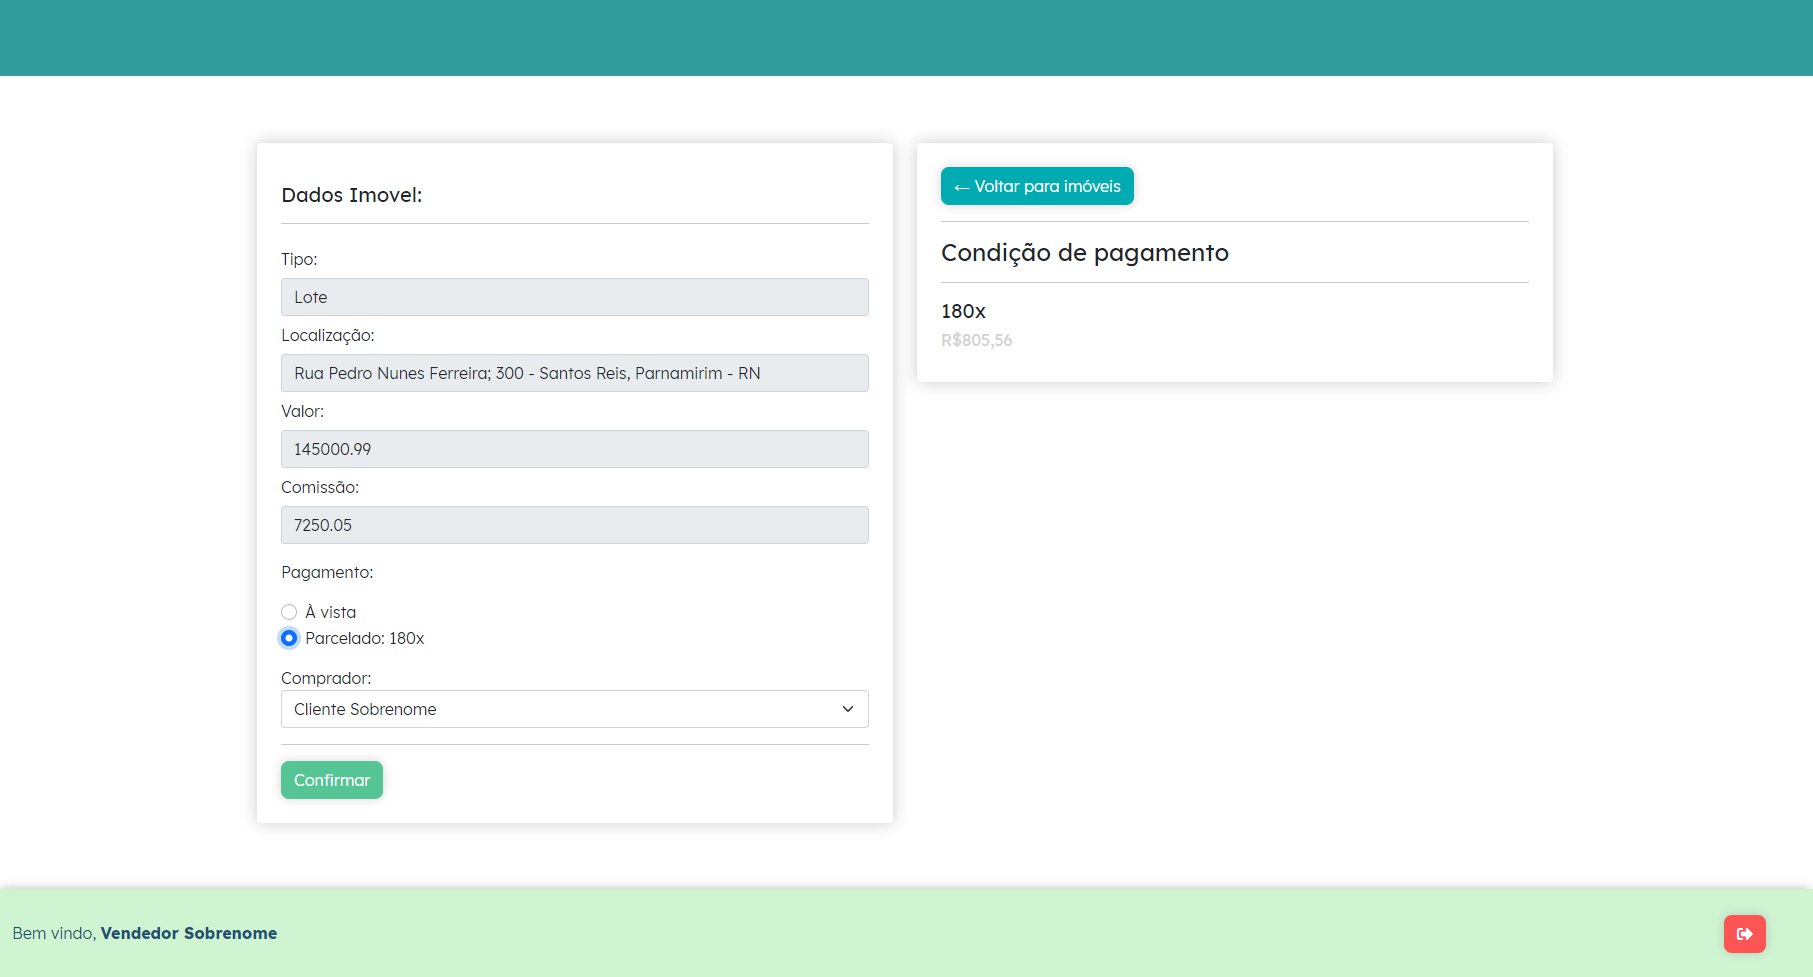 Dados Imovel:
Tipo:
Lote
Localização:
Rua Pedro Nunes Ferreira; 300 - Santos Reis, Parnamirim - RN
Valor:
145000.99
Comissão:
7250.05
Pagamento:
À vista
Parcelado: 180x
Comprador:
Cliente Sobrenome
Confirmar
← Voltar para imóveis
Condição de pagamento
180x
R$805,56
Bem vindo, Vendedor Sobrenome